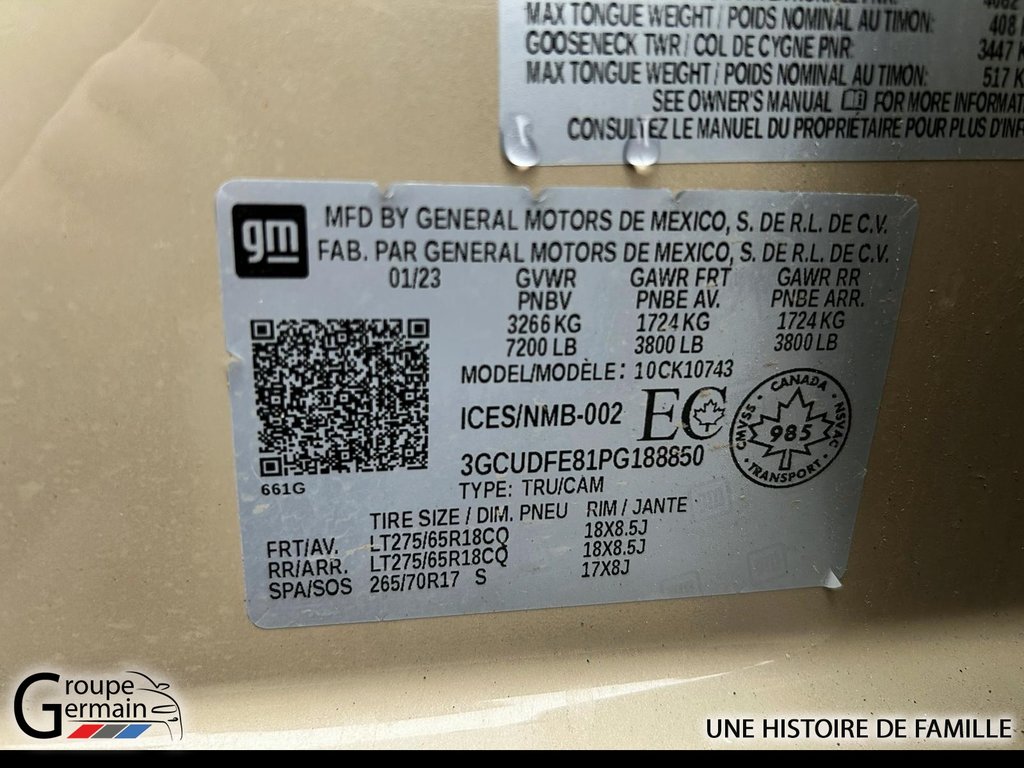 MAX TONGUE WEIGHT / POIDS NOMINAL AU TIMON: 408
GOOSENECK TWR / COL DE CYGNE PNR: 3447
MAX TONGUE WEIGHT / POIDS NOMINAL AU TIMON: 517
SEE OWNER'S MANUAL FOR MORE
CONSULTEZ LE MANUEL DU PROPRIÉTAIRE POUR PLUS
gm
MFD BY GENERAL MOTORS DE MEXICO, S. DE R.L. DE C.V.
FAB. PAR GENERAL MOTORS DE MEXICO, S. DE R.L. DE C.V.
01/23 GVWR GAWR FRT GAWR RR
PNBV PNBE AV. PNBE ARR.
3266 KG 1724 KG 1724 KG
7200 LB 3800 LB 3800 LB
MODEL/MODÈLE: 10CK10743
ICES/NMB-002 EC
CANADA
CMVSS 985 NSVAC
TRANSPORT
3GCUDFE81PG188850
661G
TYPE: TRU/CAM
TIRE SIZE / DIM. PNEU RIM / JANTE
FRT/AV. LT275/65R18CQ 18X8.5J
RR/ARR. LT275/65R18CQ 18X8.5J
SPA/SOS 265/70R17 S 17X8J
Groupe
Germain
UNE HISTOIRE DE FAMILLE